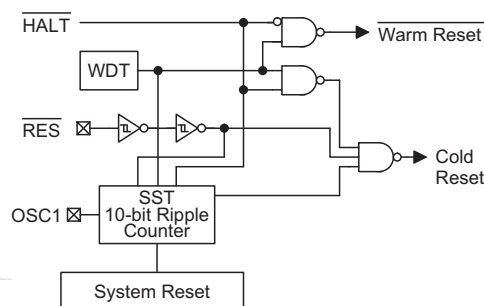 HALT
Warm Reset
WDT
RES
Cold
Reset
SST
10-bit Ripple
Counter
OSC1
System Reset